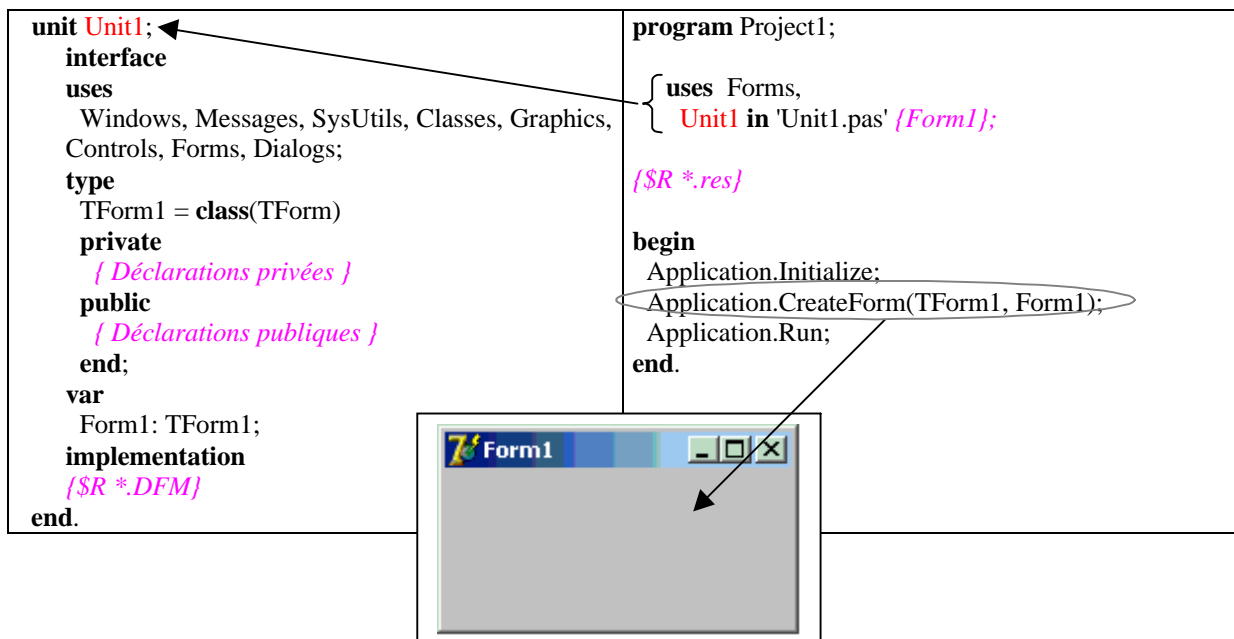 unit Unit1;
interface
uses
Windows, Messages, SysUtils, Classes, Graphics,
Controls, Forms, Dialogs;
type
TForm1 = class(TForm)
private
{ Déclarations privées }
public
{ Déclarations publiques }
end;
var
Form1: TForm1;
implementation
{$R *.DFM}
end.
program Project1;
uses Forms,
Unit1 in 'Unit1.pas' {Form1};
{$R *.res}
begin
Application.Initialize;
Application.CreateForm(TForm1, Form1);
Application.Run;
end.
Form1